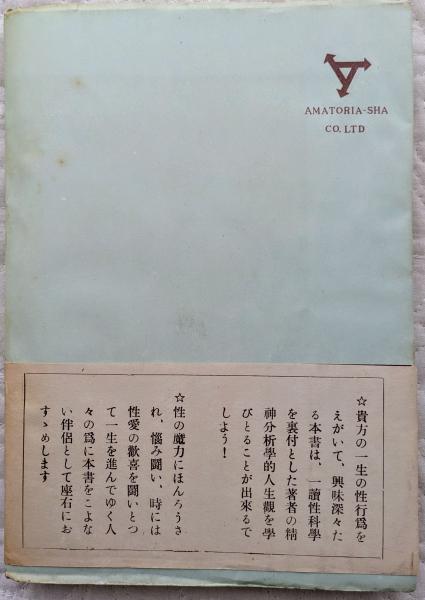 AMATORIA-SHA
CO. LTD
☆貴方の一生の性行爲を
えがいて、興味深々た
る本書は、一讀性科學
を裏付とした著者の精
神分析學的人生觀を學
びとることが出來るで
しよう！
☆性の魔力にほんろうさ
れ、惱み鬪い、時には
性愛の歡喜を鬪いとつ
て一生を進んでゆく人
々の爲に本書をこよな
い伴侶として座右にお
すゝめします